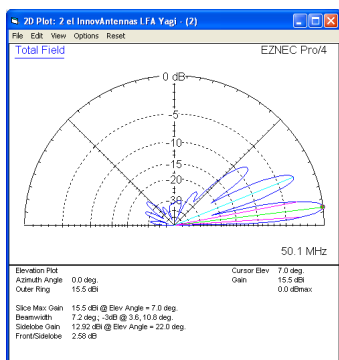 2D Plot: 2 el InnovAntennas LFA Yagi - (2)
File Edit View Options Reset
Total Field
EZNEC Pro/4
0 dB
-5
-10
-15
-20
-30
50.1 MHz
Elevation Plot
Azimuth Angle 0.0 deg.
Outer Ring 15.5 dBi
Cursor Elev 7.0 deg.
Gain 15.5 dBi
0.0 dBmax
Slice Max Gain 15.5 dBi @ Elev Angle = 7.0 deg.
Beamwidth 7.2 deg.; -3dB @ 3.6, 10.8 deg.
Sidelobe Gain 12.92 dBi @ Elev Angle = 22.0 deg.
Front/Sidelobe 2.58 dB